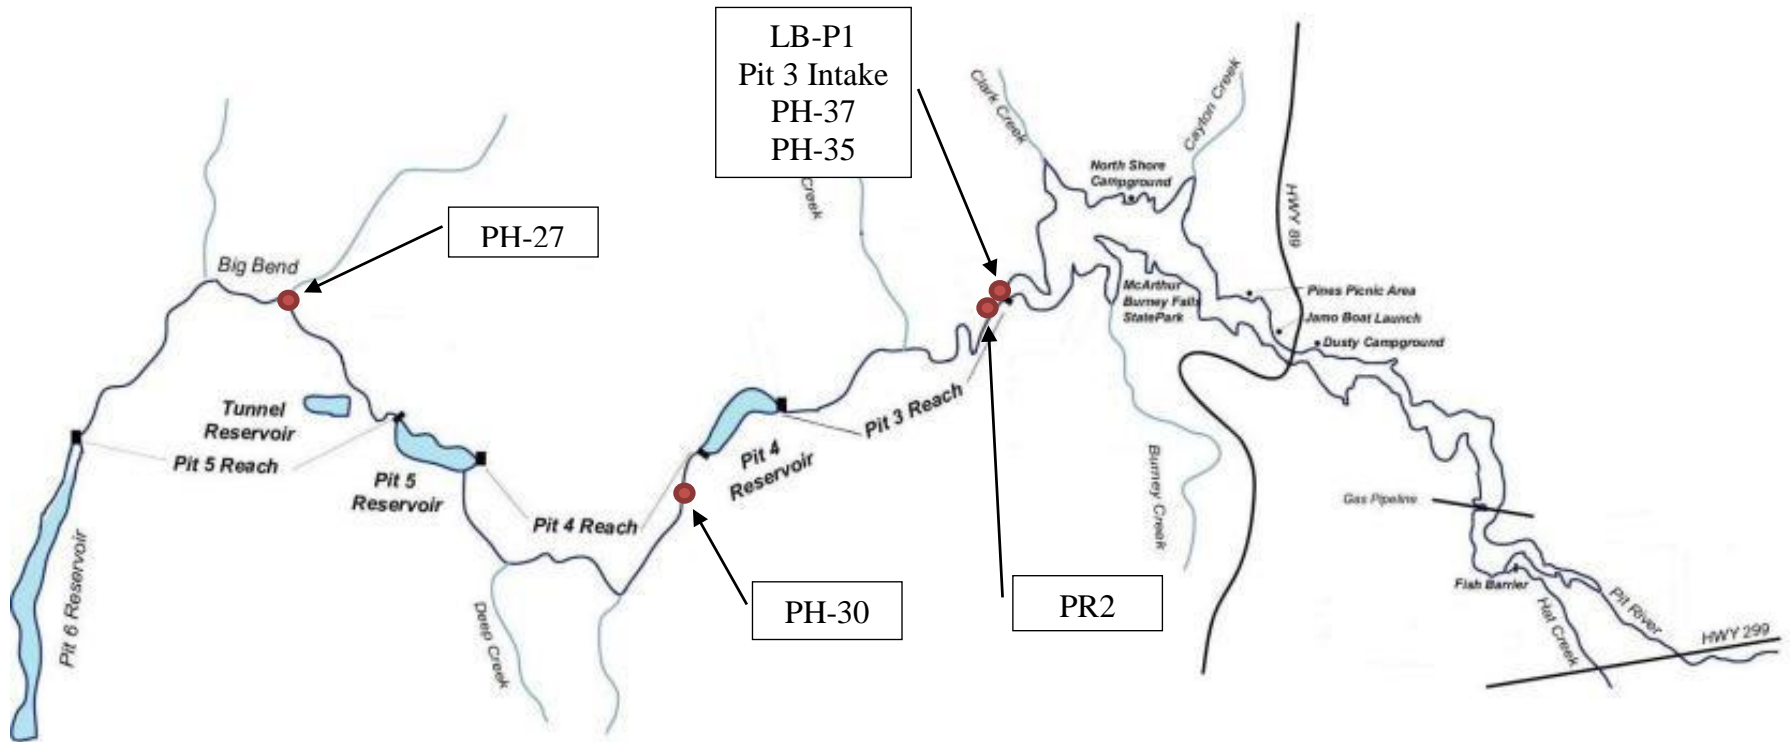 LB-P1
Pit 3 Intake
PH-37
PH-35
Clark Creek
Cayton Creek
North Shore
Campground
Creek
HWY 89
PH-27
Big Bend
McArthur
Burney Falls
StatePark
Pines Picnic Area
Jamo Boat Launch
Dusty Campground
Tunnel
Reservoir
Pit 5 Reach
Pit 5
Reservoir
Pit 4
Reservoir
Pit 3 Reach
Pit 4 Reach
Burney Creek
Gas Pipeline
Pit 6 Reservoir
Deep Creek
PH-30
PR2
Fish Barrier
Hat Creek
Pit River
HWY 299